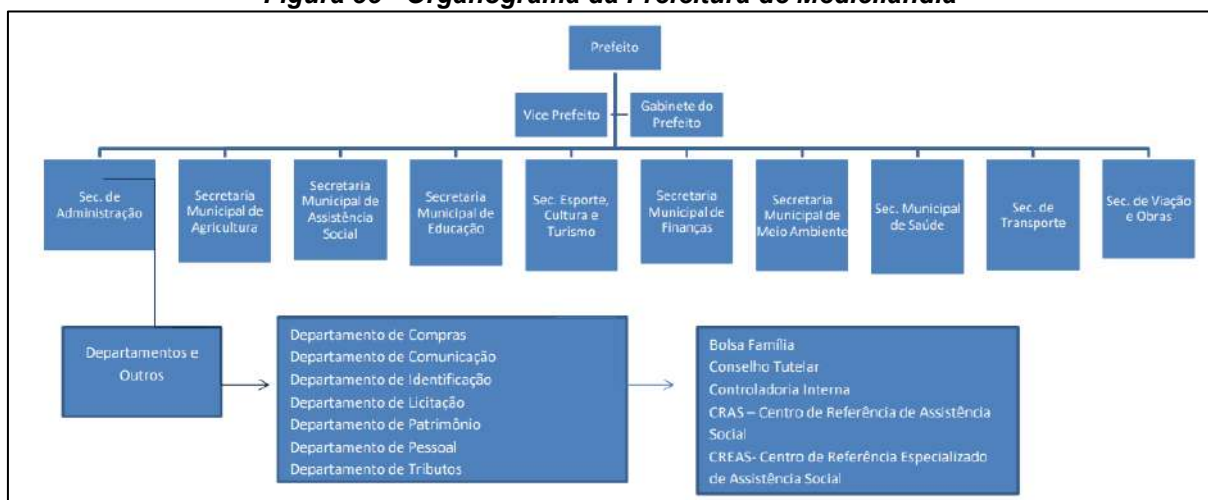 Organograma da Prefeitura de Medicilândia
Prefeito
Vice Prefeito
Gabinete do
Prefeito
Sec. de
Administração
Secretaria
Municipal de
Agricultura
Secretaria
Municipal de
Assistência
Social
Secretaria
Municipal de
Educação
Sec. Esporte,
Cultura e
Turismo
Secretaria
Municipal de
Finanças
Secretaria
Municipal de
Meio Ambiente
Sec. Municipal
de Saúde
Sec. de
Transporte
Sec. de Viação
e Obras
Departamentos e
Outros
Departamento de Compras
Departamento de Comunicação
Departamento de Identificação
Departamento de Licitação
Departamento de Patrimônio
Departamento de Pessoal
Departamento de Tributos
Bolsa Família
Conselho Tutelar
Controladoria Interna
CRAS – Centro de Referência de Assistência
Social
CREAS- Centro de Referência Especializado
de Assistência Social